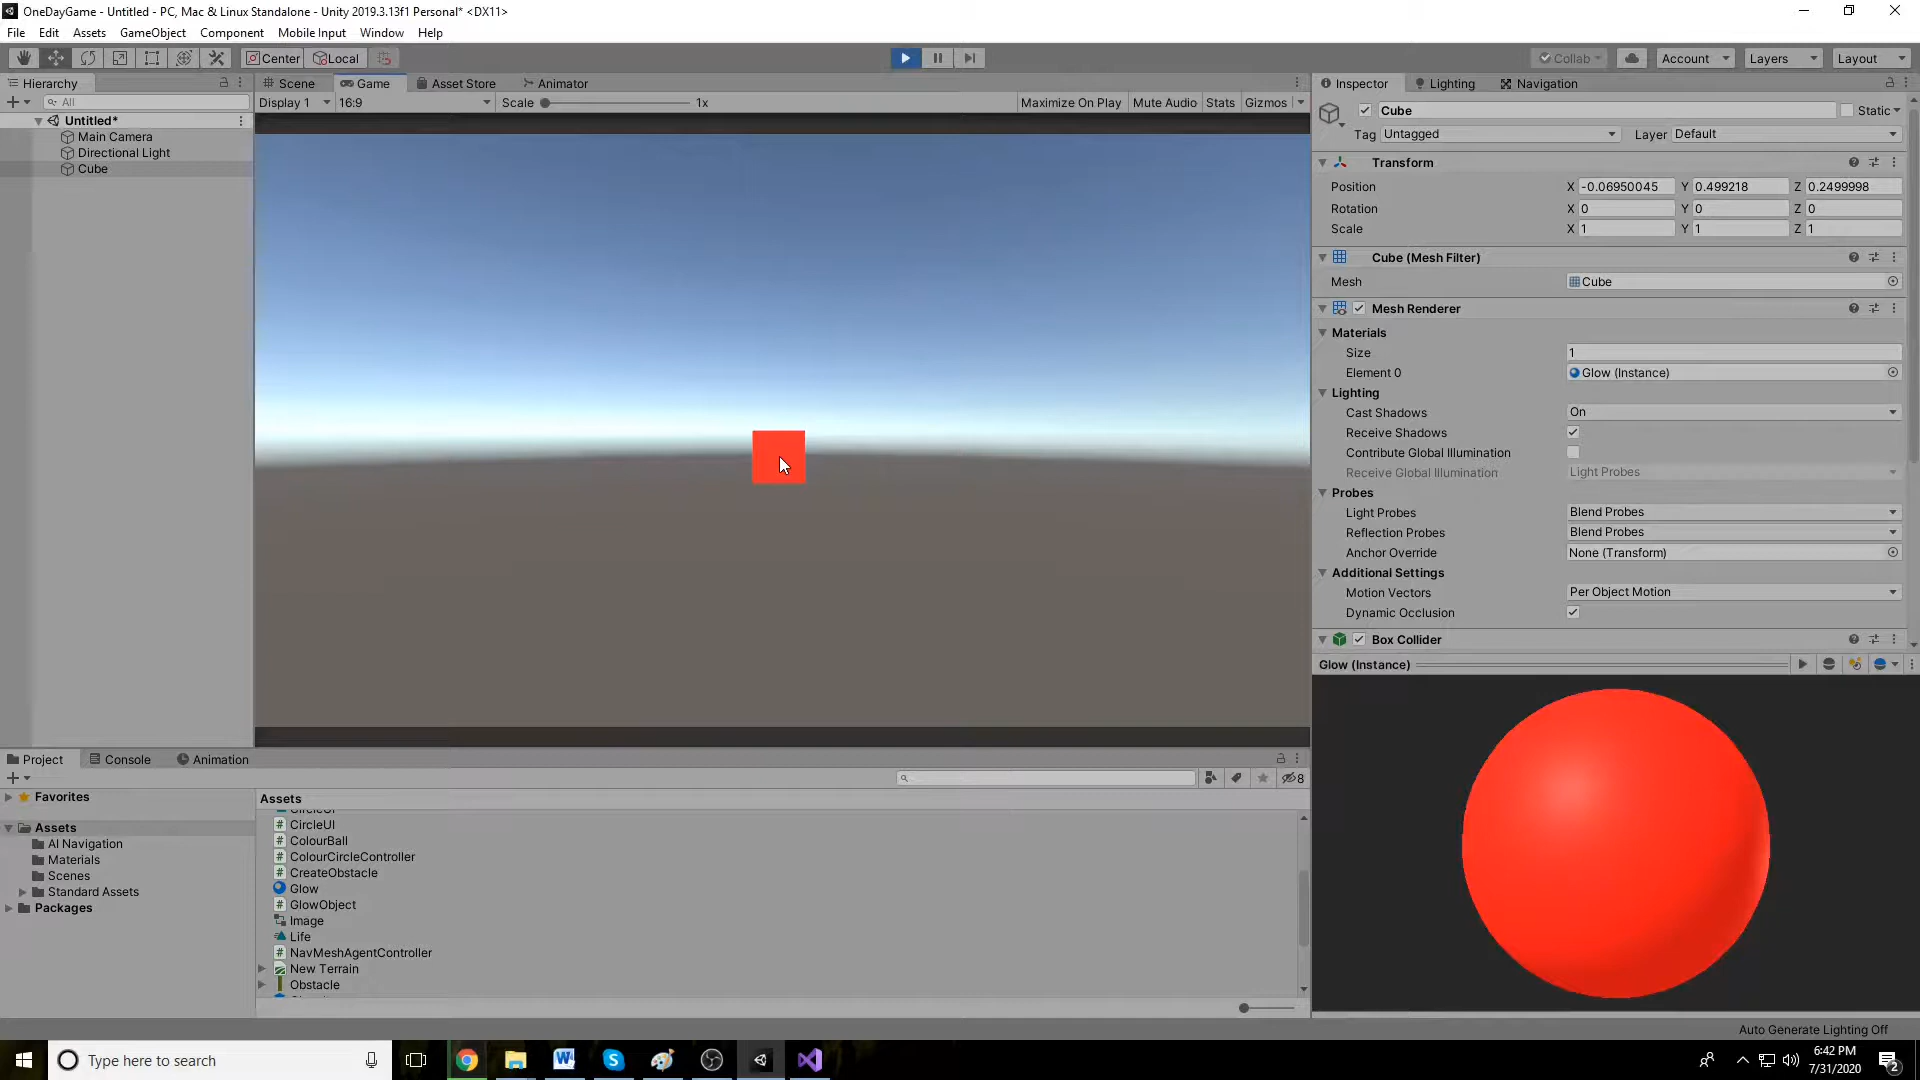 OneDayGame - Untitled - PC, Mac & Linux Standalone - Unity 2019.3.13f1 Personal* <DX11>
File Edit Assets GameObject Component Mobile Input Window Help
Center Local Collab Account Layers Layout
Hierarchy
All
Untitled*
Main Camera
Directional Light
Cube
Scene Game Asset Store Animator
Display 1 16:9 Scale 1x Maximize On Play Mute Audio Stats Gizmos
Inspector Lighting Navigation
Cube Static
Tag Untagged Layer Default
Transform
Position X -0.06950045 Y 0.499218 Z 0.2499998
Rotation X 0 Y 0 Z 0
Scale X 1 Y 1 Z 1
Cube (Mesh Filter)
Mesh Cube
Mesh Renderer
Materials
Size 1
Element 0 Glow (Instance)
Lighting
Cast Shadows On
Receive Shadows
Contribute Global Illumination
Receive Global Illumination Light Probes
Probes
Light Probes Blend Probes
Reflection Probes Blend Probes
Anchor Override None (Transform)
Additional Settings
Motion Vectors Per Object Motion
Dynamic Occlusion
Box Collider
Glow (Instance)
Project Console Animation
8
Favorites
Assets
AI Navigation
Materials
Scenes
Standard Assets
Packages
Assets
CircleUI
CircleUI
ColourBall
ColourCircleController
CreateObstacle
Glow
GlowObject
Image
Life
NavMeshAgentController
New Terrain
Obstacle
Auto Generate Lighting Off
Type here to search
6:42 PM
7/31/2020
2